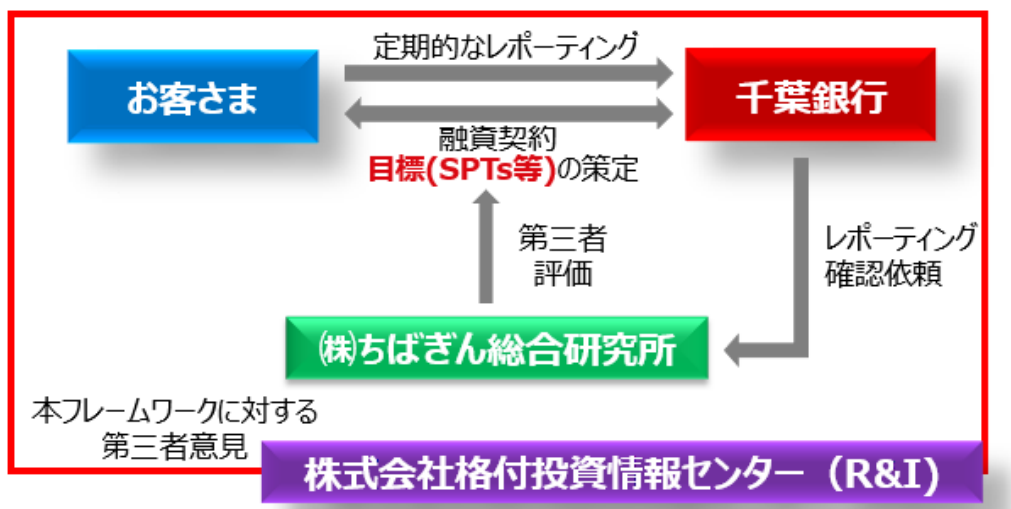 定期的なレポーティング
お客さま
千葉銀行
融資契約
目標(SPTs等)の策定
第三者
評価
レポーティング
確認依頼
㈱ちばぎん総合研究所
本フレームワークに対する
第三者意見
株式会社格付投資情報センター（R&I）